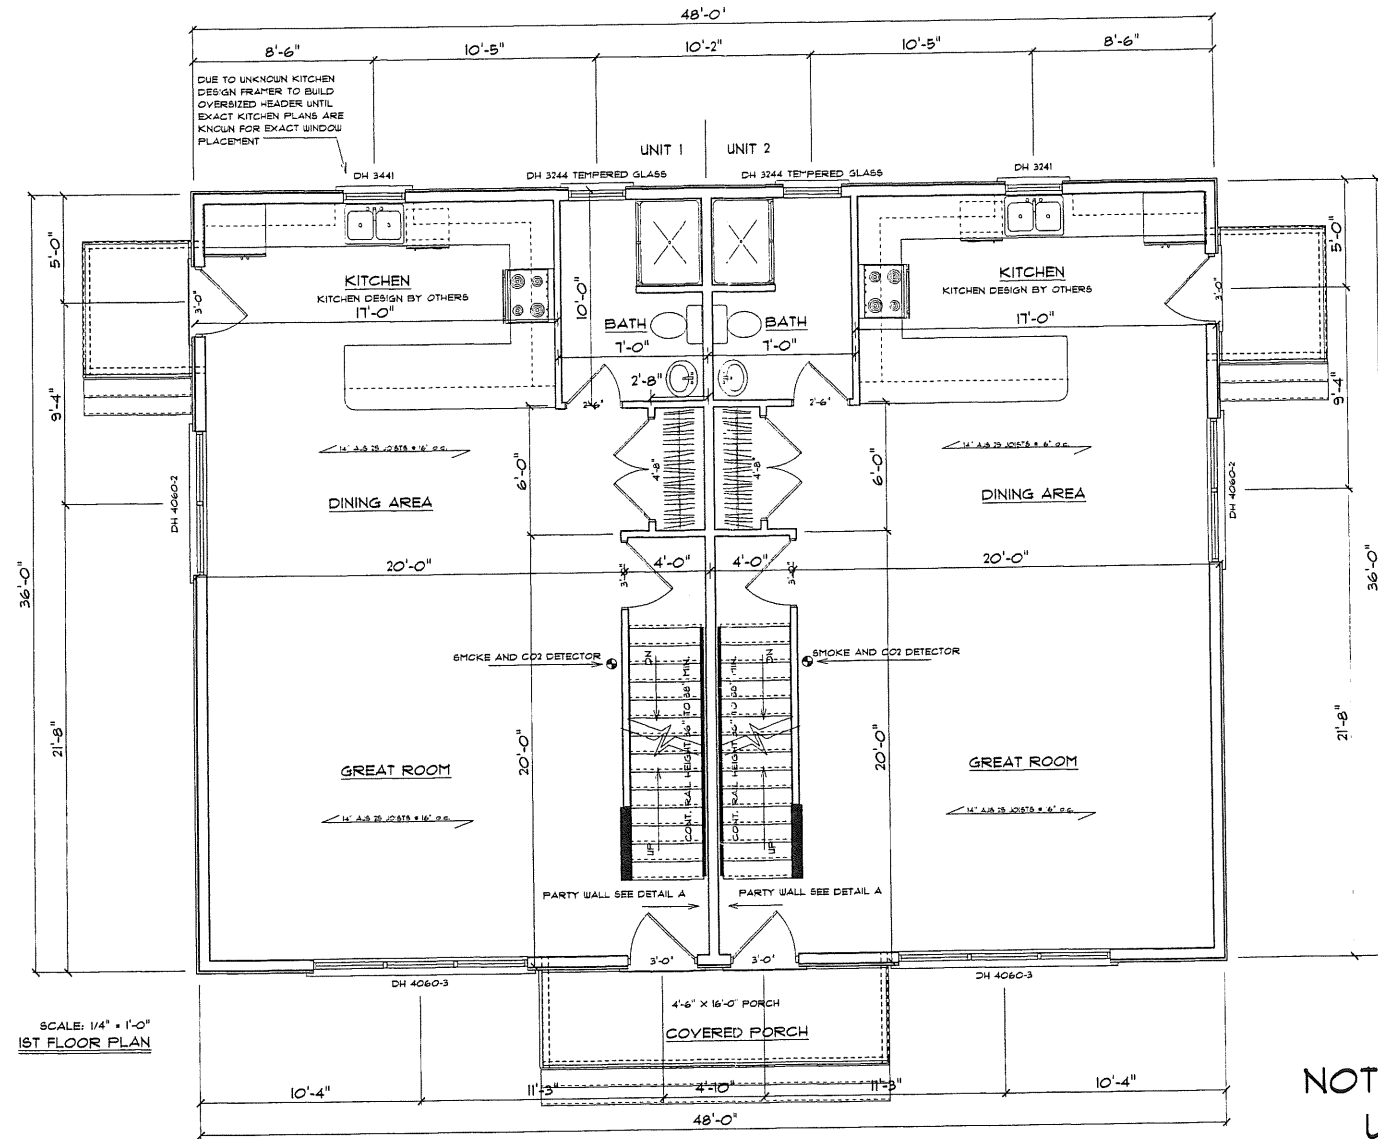 48'-0"
8'-6" 10'-5" 10'-2" 10'-5" 8'-6"
DUE TO UNKNOWN KITCHEN
DESIGN FRAMER TO BUILD
OVERSIZED HEADER UNTIL
EXACT KITCHEN PLANS ARE
KNOWN FOR EXACT WINDOW
PLACEMENT
UNIT 1 UNIT 2
DH 3441 DH 3244 TEMPERED GLASS DH 3244 TEMPERED GLASS DH 3241
5'-0" 5'-0"
KITCHEN KITCHEN
KITCHEN DESIGN BY OTHERS KITCHEN DESIGN BY OTHERS
3'-0" 10'-0" 3'-0"
17'-0" BATH BATH 17'-0"
7'-0" 7'-0"
2'-8"
9'-4" 2'-6" 2'-6" 9'-4"
6'-0" 4'-8" 4'-8" 6'-0"
DH 4060-2 DINING AREA DINING AREA DH 4060-2
36'-0" 20'-0" 4'-0" 4'-0" 20'-0" 36'-0"
3'-0" 3'-0"
SMOKE AND CO2 DETECTOR SMOKE AND CO2 DETECTOR
DN DN
21'-8" 20'-0" 20'-0" 21'-8"
GREAT ROOM GREAT ROOM
UP UP
PARTY WALL SEE DETAIL A PARTY WALL SEE DETAIL A
3'-0" 3'-0"
DH 4060-3 DH 4060-3
4'-6" X 16'-0" PORCH
COVERED PORCH
SCALE: 1/4" = 1'-0"
1ST FLOOR PLAN
10'-4" 11'-3" 4'-10" 11'-3" 10'-4"
48'-0"
NOT